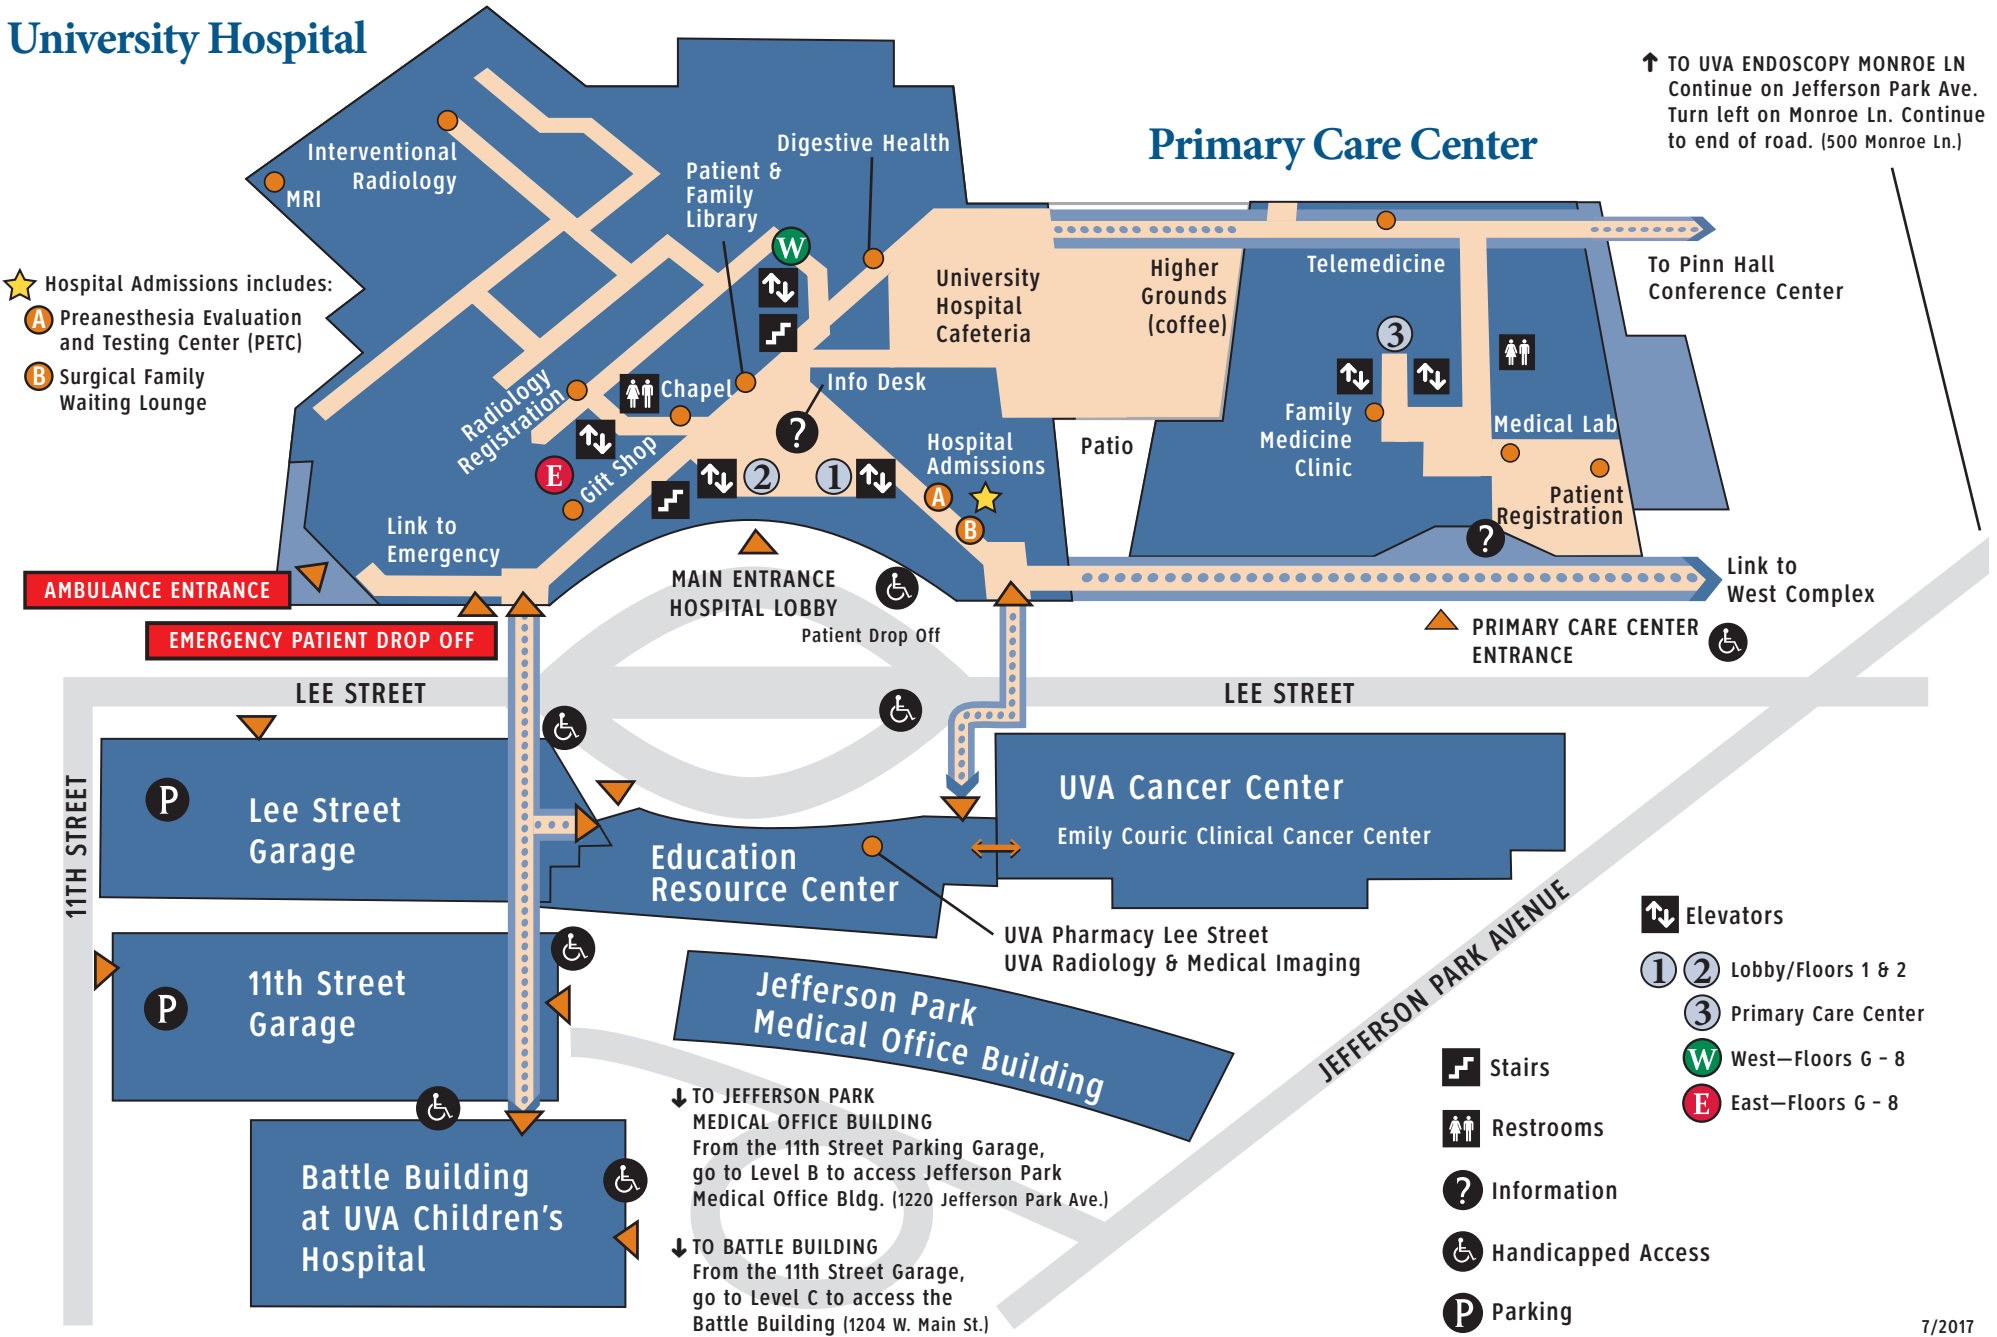 University Hospital
Primary Care Center
TO UVA ENDOSCOPY MONROE LN
Continue on Jefferson Park Ave.
Turn left on Monroe Ln. Continue
to end of road. (500 Monroe Ln.)
Interventional
Radiology
MRI
Patient &
Family
Library
Digestive Health
W
Hospital Admissions includes:
A Preanesthesia Evaluation
and Testing Center (PETC)
B Surgical Family
Waiting Lounge
University
Hospital
Cafeteria
Higher
Grounds
(coffee)
Telemedicine
To Pinn Hall
Conference Center
3
Radiology
Registration
Chapel
Info Desk
?
Family
Medicine
Clinic
Medical Lab
Patient
Registration
?
Patio
Hospital
Admissions
A
B
E
Gift Shop
2
1
Link to
Emergency
AMBULANCE ENTRANCE
EMERGENCY PATIENT DROP OFF
MAIN ENTRANCE
HOSPITAL LOBBY
Patient Drop Off
Link to
West Complex
PRIMARY CARE CENTER
ENTRANCE
LEE STREET
LEE STREET
11TH STREET
P
Lee Street
Garage
Education
Resource Center
UVA Cancer Center
Emily Couric Clinical Cancer Center
UVA Pharmacy Lee Street
UVA Radiology & Medical Imaging
P
11th Street
Garage
Jefferson Park
Medical Office Building
JEFFERSON PARK AVENUE
TO JEFFERSON PARK
MEDICAL OFFICE BUILDING
From the 11th Street Parking Garage,
go to Level B to access Jefferson Park
Medical Office Bldg. (1220 Jefferson Park Ave.)
Battle Building
at UVA Children's
Hospital
TO BATTLE BUILDING
From the 11th Street Garage,
go to Level C to access the
Battle Building (1204 W. Main St.)
Elevators
1 2 Lobby/Floors 1 & 2
3 Primary Care Center
W West—Floors G - 8
E East—Floors G - 8
Stairs
Restrooms
? Information
Handicapped Access
P Parking
7/2017